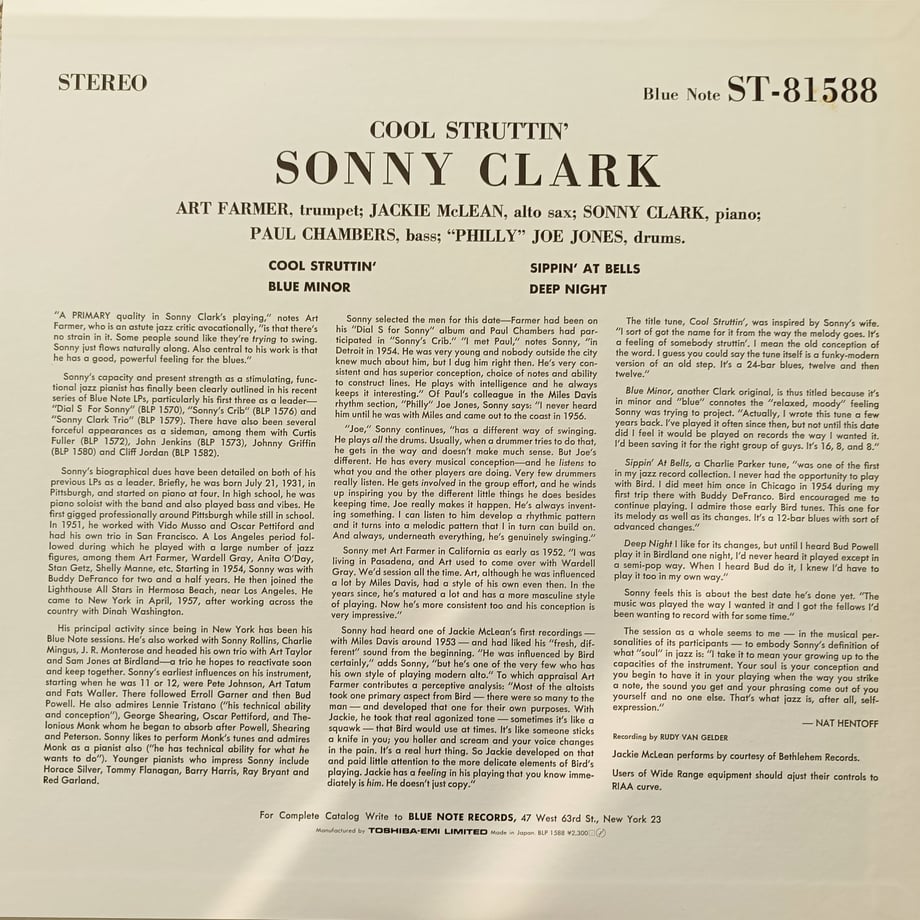 STEREO
Blue Note ST-81588
COOL STRUTTIN'
SONNY CLARK
ART FARMER, trumpet; JACKIE McLEAN, alto sax; SONNY CLARK, piano;
PAUL CHAMBERS, bass; "PHILLY" JOE JONES, drums.
COOL STRUTTIN'
BLUE MINOR
SIPPIN' AT BELLS
DEEP NIGHT
"A PRIMARY quality in Sonny Clark's playing," notes Art
Farmer, who is an astute jazz critic avocationally, "is that there's
no strain in it. Some people sound like they're trying to swing.
Sonny just flows naturally along. Also central to his work is that
he has a good, powerful feeling for the blues."
Sonny's capacity and present strength as a stimulating, func-
tional jazz pianist has finally been clearly outlined in his recent
series of Blue Note LPs, particularly his first three as a leader—
"Dial S For Sonny" (BLP 1570), "Sonny's Crib" (BLP 1576) and
"Sonny Clark Trio" (BLP 1579). There have also been several
forceful appearances as a sideman, among them with Curtis
Fuller (BLP 1572), John Jenkins (BLP 1573), Johnny Griffin
(BLP 1580) and Cliff Jordan (BLP 1582).
Sonny's biographical dues have been detailed on both of his
previous LPs as a leader. Briefly, he was born July 21, 1931, in
Pittsburgh, and started on piano at four. In high school, he was
piano soloist with the band and also played bass and vibes. He
first gigged professionally around Pittsburgh while still in school.
In 1951, he worked with Vido Musso and Oscar Pettiford and
had his own trio in San Francisco. A Los Angeles period fol-
lowed during which he played with a large number of jazz
figures, among them Art Farmer, Wardell Gray, Anita O'Day,
Stan Getz, Shelly Manne, etc. Starting in 1954, Sonny was with
Buddy DeFranco for two and a half years. He then joined the
Lighthouse All Stars in Hermosa Beach, near Los Angeles. He
came to New York in April, 1957, after working across the
country with Dinah Washington.
His principal activity since being in New York has been his
Blue Note sessions. He's also worked with Sonny Rollins, Charlie
Mingus, J. R. Monterose and headed his own trio with Art Taylor
and Sam Jones at Birdland—a trio he hopes to reactivate soon
and keep together. Sonny's earliest influences on his instrument,
starting when he was 11 or 12, were Pete Johnson, Art Tatum
and Fats Waller. There followed Erroll Garner and then Bud
Powell. He also admires Lennie Tristano ("his technical ability
and conception"), George Shearing, Oscar Pettiford, and The-
lonious Monk whom he began to absorb after Powell, Shearing
and Peterson. Sonny likes to perform Monk's tunes and admires
Monk as a pianist also ("he has technical ability for what he
wants to do"). Younger pianists who impress Sonny include
Horace Silver, Tommy Flanagan, Barry Harris, Ray Bryant and
Red Garland.
Sonny selected the men for this date—Farmer had been on
his "Dial S for Sonny" album and Paul Chambers had par-
ticipated in "Sonny's Crib." "I met Paul," notes Sonny, "in
Detroit in 1954. He was very young and nobody outside the city
knew much about him, but I dug him right then. He's very con-
sistent and has superior conception, choice of notes and ability
to construct lines. He plays with intelligence and he always
keeps it interesting." Of Paul's colleague in the Miles Davis
rhythm section, "Philly" Joe Jones, Sonny says: "I never heard
him until he was with Miles and came out to the coast in 1956.
"Joe," Sonny continues, "has a different way of swinging.
He plays all the drums. Usually, when a drummer tries to do that,
he gets in the way and doesn't make much sense. But Joe's
different. He has every musical conception—and he listens to
what you and the other players are doing. Very few drummers
really listen. He gets involved in the group effort, and he winds
up inspiring you by the different little things he does besides
keeping time. Joe really makes it happen. He's always invent-
ing something. I can listen to him develop a rhythmic pattern
and it turns into a melodic pattern that I in turn can build on.
And always, underneath everything, he's genuinely swinging."
Sonny met Art Farmer in California as early as 1952. "I was
living in Pasadena, and Art used to come over with Wardell
Gray. We'd session all the time. Art, although he was influenced
a lot by Miles Davis, had a style of his own even then. In the
years since, he's matured a lot and has a more masculine style
of playing. Now he's more consistent too and his conception is
very impressive."
Sonny had heard one of Jackie McLean's first recordings —
with Miles Davis around 1953 — and had liked his "fresh, dif-
ferent" sound from the beginning. "He was influenced by Bird
certainly," adds Sonny, "but he's one of the very few who has
his own style of playing modern alto." To which appraisal Art
Farmer contributes a perceptive analysis: "Most of the altoists
took one primary aspect from Bird — there were so many to the
man — and developed that one for their own purposes. With
Jackie, he took that real agonized tone — sometimes it's like a
squawk — that Bird would use at times. It's like someone sticks
a knife in you; you holler and scream and your voice changes
in the pain. It's a real hurt thing. So Jackie developed on that
and paid little attention to the more delicate elements of Bird's
playing. Jackie has a feeling in his playing that you know imme-
diately is him. He doesn't just copy."
The title tune, Cool Struttin', was inspired by Sonny's wife.
"I sort of got the name for it from the way the melody goes. It's
a feeling of somebody struttin'. I mean the old conception of
the word. I guess you could say the tune itself is a funky-modern
version of an old step. It's a 24-bar blues, twelve and then
twelve."
Blue Minor, another Clark original, is thus titled because it's
in minor and "blue" connotes the "relaxed, moody" feeling
Sonny was trying to project. "Actually, I wrote this tune a few
years back. I've played it often since then, but not until this date
did I feel it would be played on records the way I wanted it.
I'd been saving it for the right group of guys. It's 16, 8, and 8."
Sippin' At Bells, a Charlie Parker tune, "was one of the first
in my jazz record collection. I never had the opportunity to play
with Bird. I did meet him once in Chicago in 1954 during my
first trip there with Buddy DeFranco. Bird encouraged me to
continue playing. I admire those early Bird tunes. This one for
its melody as well as its changes. It's a 12-bar blues with sort of
advanced changes."
Deep Night I like for its changes, but until I heard Bud Powell
play it in Birdland one night, I'd never heard it played except in
a semi-pop way. When I heard Bud do it, I knew I'd have to
play it too in my own way."
Sonny feels this is about the best date he's done yet. "The
music was played the way I wanted it and I got the fellows I'd
been wanting to record with for some time."
The session as a whole seems to me — in the musical per-
sonalities of its participants — to embody Sonny's definition of
what "soul" in jazz is: "I take it to mean your growing up to the
capacities of the instrument. Your soul is your conception and
you begin to have it in your playing when the way you strike
a note, the sound you get and your phrasing come out of you
yourself and no one else. That's what jazz is, after all, self-
expression."
— NAT HENTOFF
Recording by RUDY VAN GELDER
Jackie McLean performs by courtesy of Bethlehem Records.
Users of Wide Range equipment should ajust their controls to
RIAA curve.
For Complete Catalog Write to BLUE NOTE RECORDS, 47 West 63rd St., New York 23
Manufactured by TOSHIBA-EMI LIMITED Made in Japan. BLP 1588 ¥2,300